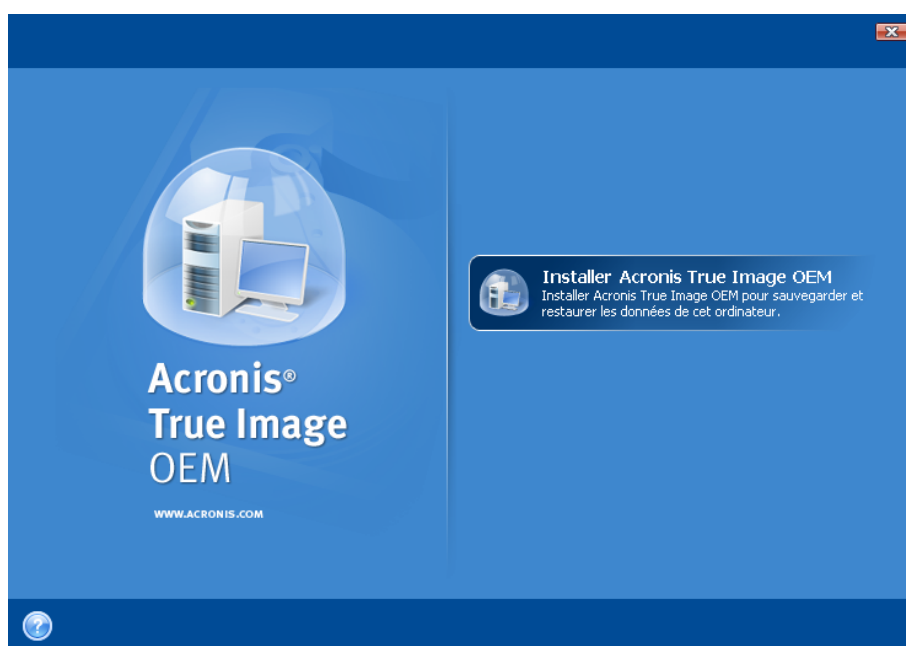 Acronis®
True Image
OEM
WWW.ACRONIS.COM
Installer Acronis True Image OEM
Installer Acronis True Image OEM pour sauvegarder et
restaurer les données de cet ordinateur.
?